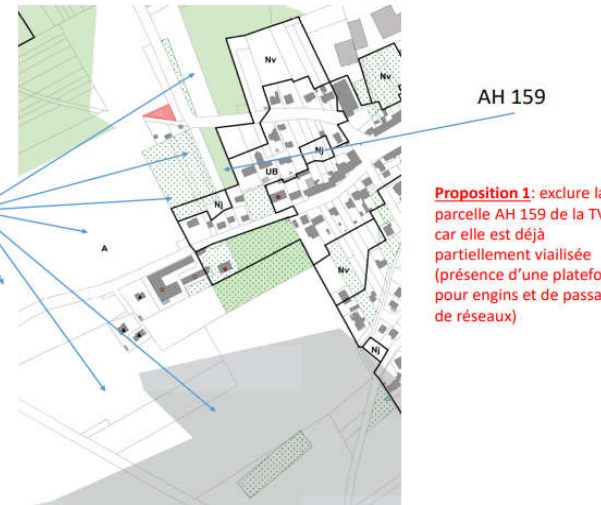 Nv
Nv
AH 159
Nj
UB
Proposition 1: exclure la
parcelle AH 159 de la TV
car elle est déjà
partiellement viailisée
(présence d'une platefo
pour engins et de passa
de réseaux)
Nj
A
Nv
Nj